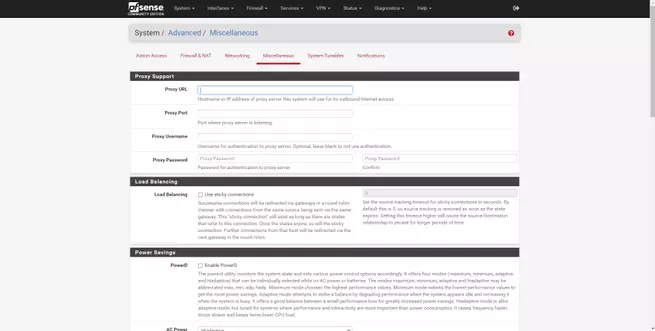 pfsense
COMMUNITY EDITION
System
Interfaces
Firewall
Services
VPN
Status
Diagnostics
Help
System / Advanced / Miscellaneous
Admin Access
Firewall & NAT
Networking
Miscellaneous
System Tunables
Notifications
Proxy Support
Proxy URL
Hostname or IP address of proxy server this system will use for its outbound Internet access.
Proxy Port
Port where proxy server is listening.
Proxy Username
Username for authentication to proxy server. Optional, leave blank to not use authentication.
Proxy Password
Proxy Password
Proxy Password
Password for authentication to proxy server.
Confirm
Load Balancing
Load Balancing
Use sticky connections
0
Successive connections will be redirected via gateways in a round-robin
manner with connections from the same source being sent via the same
gateway. This "sticky connection" will exist as long as there are states
that refer to this connection. Once the states expire, so will the sticky
connection. Further connections from that host will be redirected via the
next gateway in the round robin.
Set the source tracking timeout for sticky connections in seconds. By
default this is 0, so source tracking is removed as soon as the state
expires. Setting this timeout higher will cause the source/destination
relationship to persist for longer periods of time.
Power Savings
PowerD
Enable PowerD
The powerd utility monitors the system state and sets various power control options accordingly. It offers four modes (maximum, minimum, adaptive
and hiadaptive) that can be individually selected while on AC power or batteries. The modes maximum, minimum, adaptive and hiadaptive may be
abbreviated max, min, adp, hadp. Maximum mode chooses the highest performance values. Minimum mode selects the lowest performance values to
get the most power savings. Adaptive mode attempts to strike a balance by degrading performance when the system appears idle and increasing it
when the system is busy. It offers a good balance between a small performance loss for greatly increased power savings. Hiadaptive mode is alike
adaptive mode, but tuned for systems where performance and interactivity are more important than power consumption. It raises frequency faster,
drops slower and keeps twice lower CPU load.
AC Power
Hiadaptive